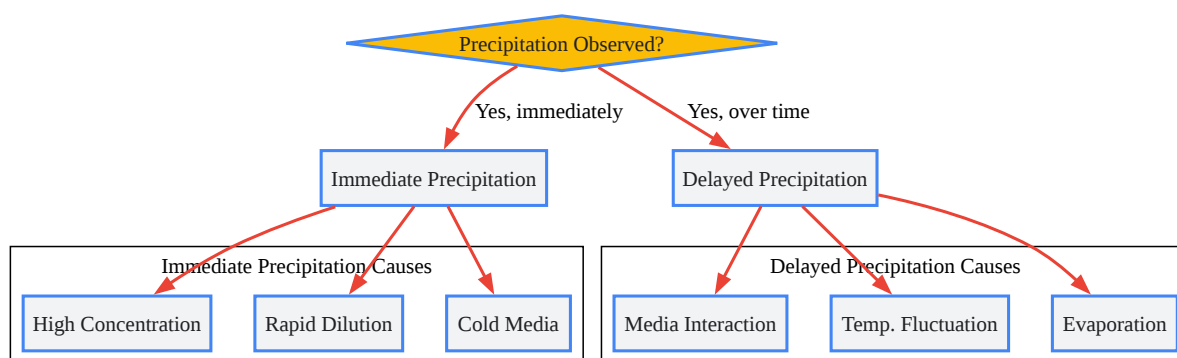 Precipitation Observed?
Yes, immediately
Yes, over time
Immediate Precipitation
Delayed Precipitation
Immediate Precipitation Causes
Delayed Precipitation Causes
High Concentration
Rapid Dilution
Cold Media
Media Interaction
Temp. Fluctuation
Evaporation